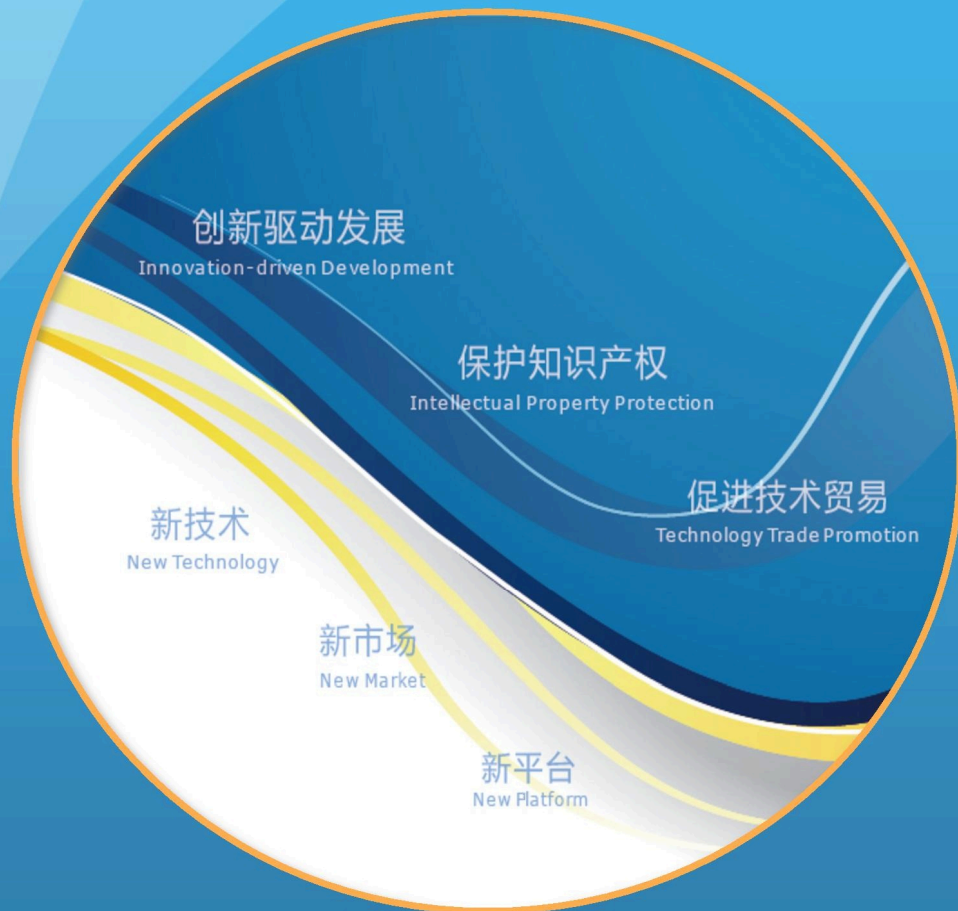 创新驱动发展
Innovation-driven Development
保护知识产权
Intellectual Property Protection
促进技术贸易
Technology Trade Promotion
新技术
New Technology
新市场
New Market
新平台
New Platform